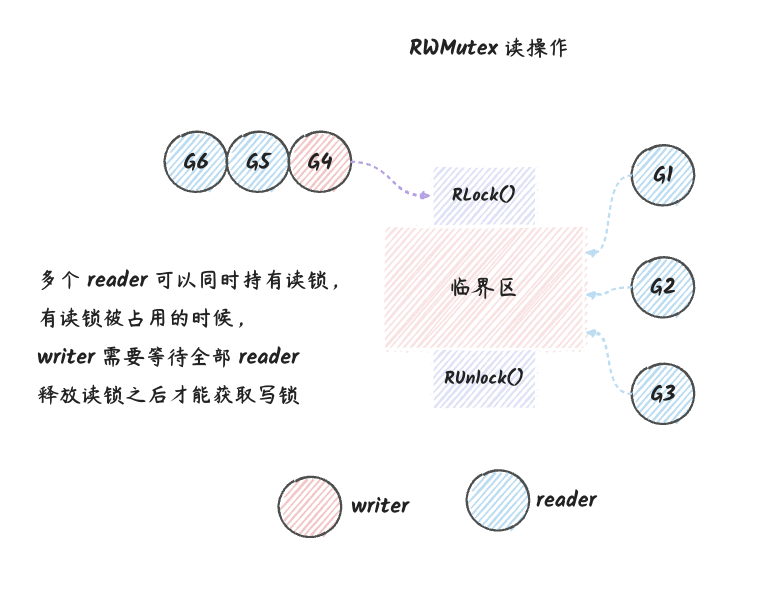 RWMutex 读操作
G6 G5 G4
G1
RLock()
多个 reader 可以同时持有读锁，
有读锁被占用的时候，
writer 需要等待全部 reader
释放读锁之后才能获取写锁
临界区
G2
RUnlock()
G3
writer
reader